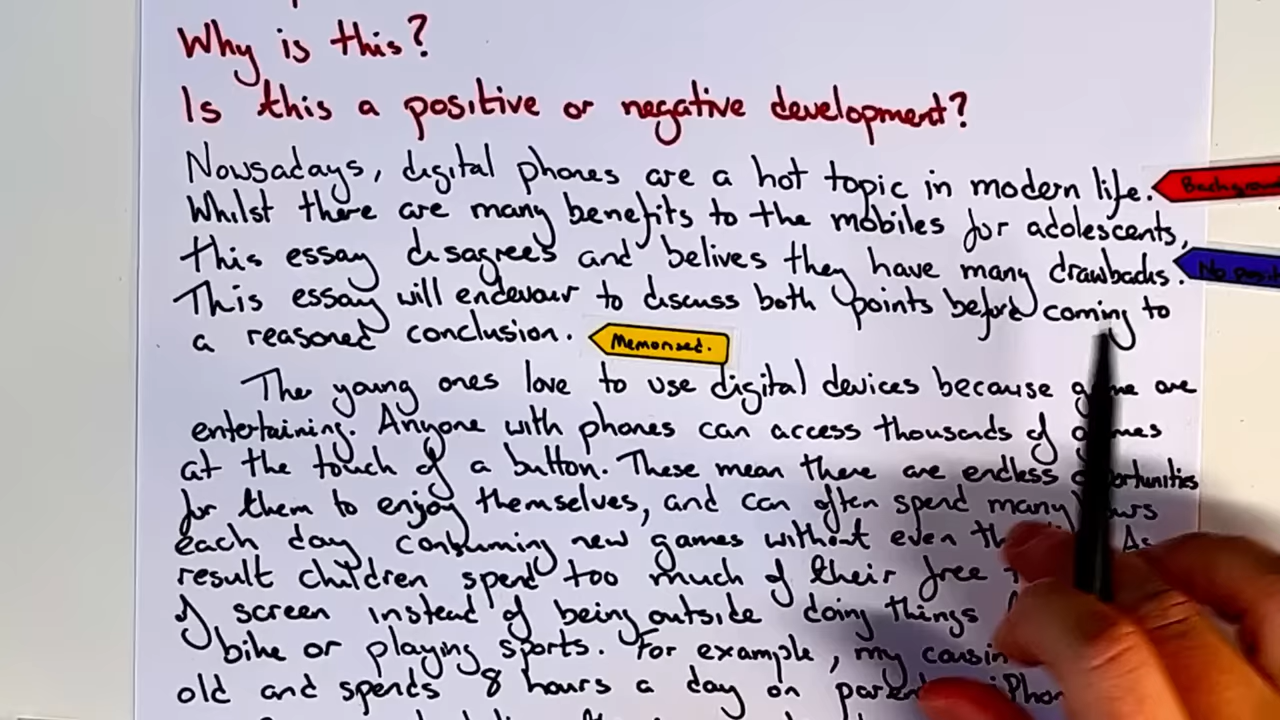 Why is this?
Is this a positive or negative development?
Nowsadays, digital phones are a hot topic in modern life.
Whilst there are many benefits to the mobiles for adolescents,
this essay disagrees and belives they have many drawbacks.
This essay will endevour to discuss both points before coming to
a reasoned conclusion.
Memorised.
The young ones love to use digital devices because are
entertaining. Anyone with phones can access thousands of
at the touch of a button. These mean there are endless
for them to enjoy themselves, and can often spend many
each day consuming new games without even As
result children spend too much of their free
of screen instead of being outside doing things
bike or playing sports. For example, my cousin
old and spends 8 hours a day on